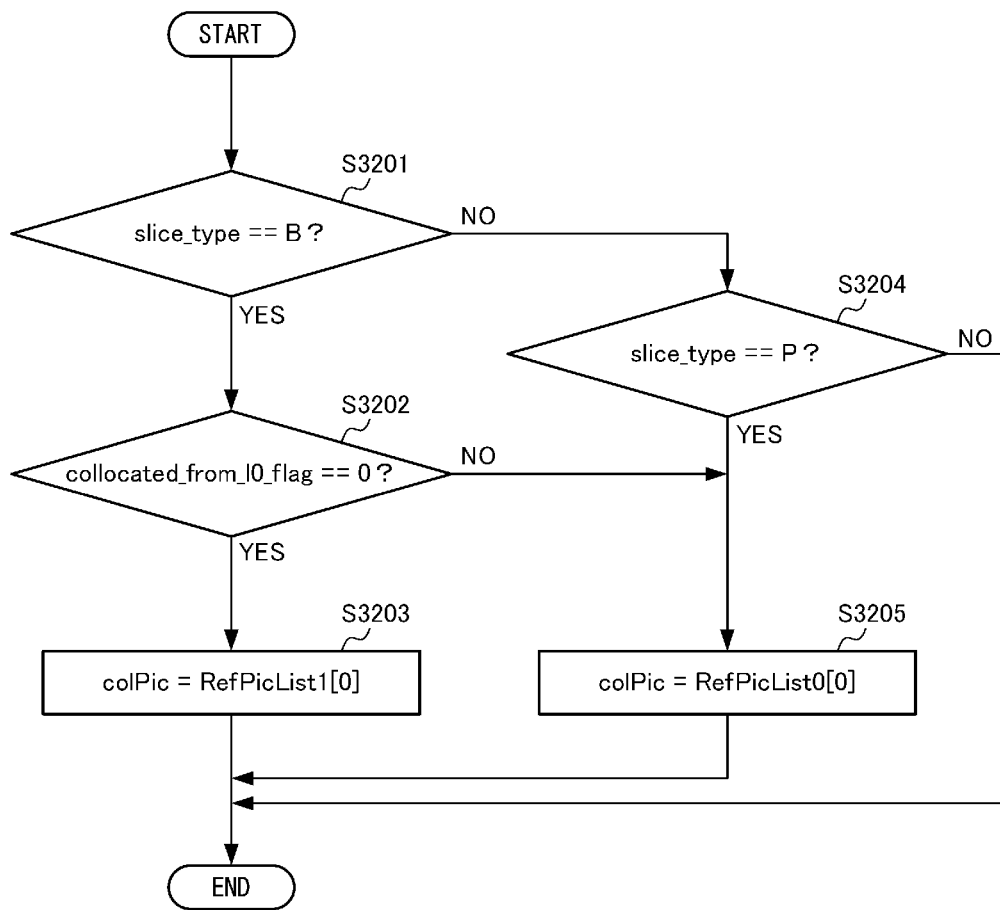 START
S3201
slice_type == B?
NO
YES
S3204
slice_type == P?
NO
YES
S3202
collocated_from_l0_flag == 0?
NO
YES
S3203
colPic = RefPicList1[0]
S3205
colPic = RefPicList0[0]
END